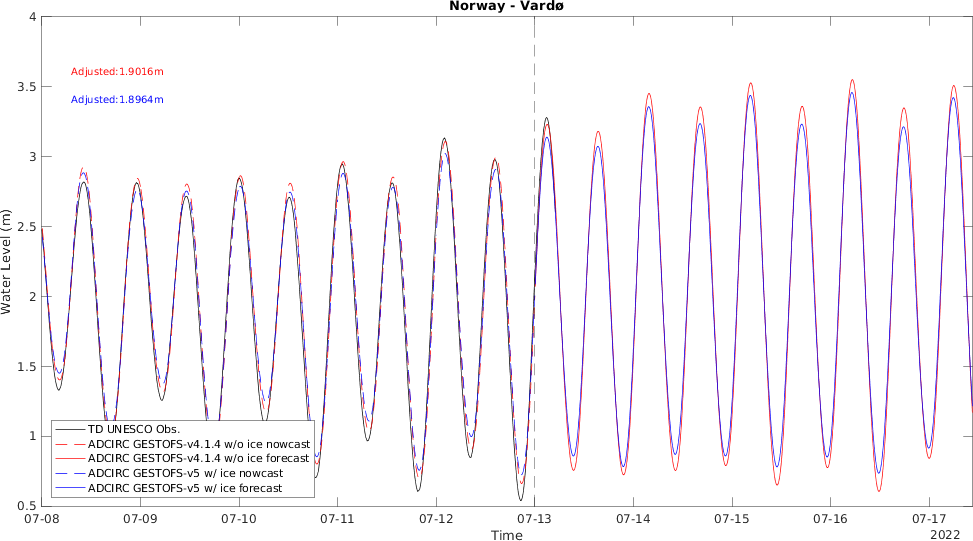 Norway - Vardø
4
3.5
3
2.5
2
1.5
1
0.5
Water Level (m)
Adjusted:1.9016m
Adjusted:1.8964m
TD UNESCO Obs.
ADCIRC GESTOFS-v4.1.4 w/o ice nowcast
ADCIRC GESTOFS-v4.1.4 w/o ice forecast
ADCIRC GESTOFS-v5 w/ ice nowcast
ADCIRC GESTOFS-v5 w/ ice forecast
07-08 07-09 07-10 07-11 07-12 07-13 07-14 07-15 07-16 07-17
Time
2022